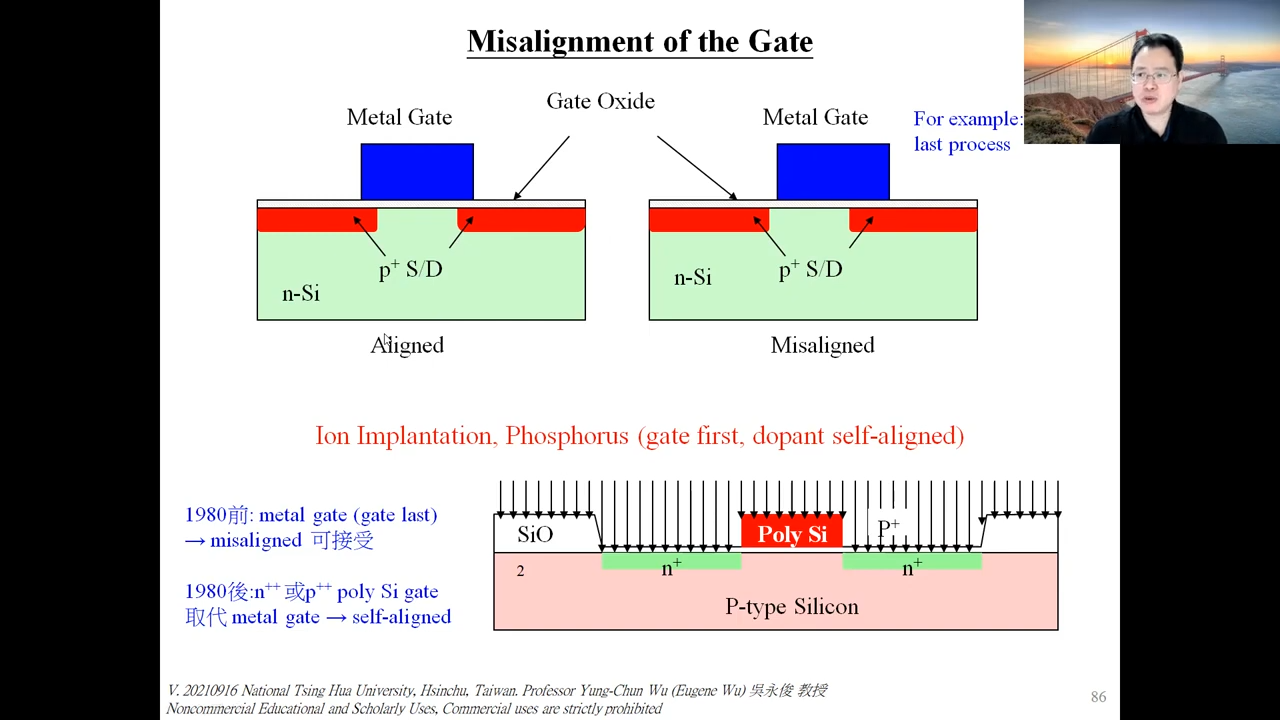 Misalignment of the Gate
Metal Gate
Gate Oxide
Metal Gate
For example:
last process
p+ S/D
n-Si
p+ S/D
n-Si
Aligned
Misaligned
Ion Implantation, Phosphorus (gate first, dopant self-aligned)
1980前: metal gate (gate last)
→ misaligned 可接受
1980後:n++ 或p++ poly Si gate
取代 metal gate → self-aligned
SiO
2
Poly Si
P+
n+
n+
P-type Silicon
V. 20210916 National Tsing Hua University, Hsinchu, Taiwan. Professor Yung-Chun Wu (Eugene Wu) 吳永俊 教授
Noncommercial Educational and Scholarly Uses, Commercial uses are strictly prohibited
86